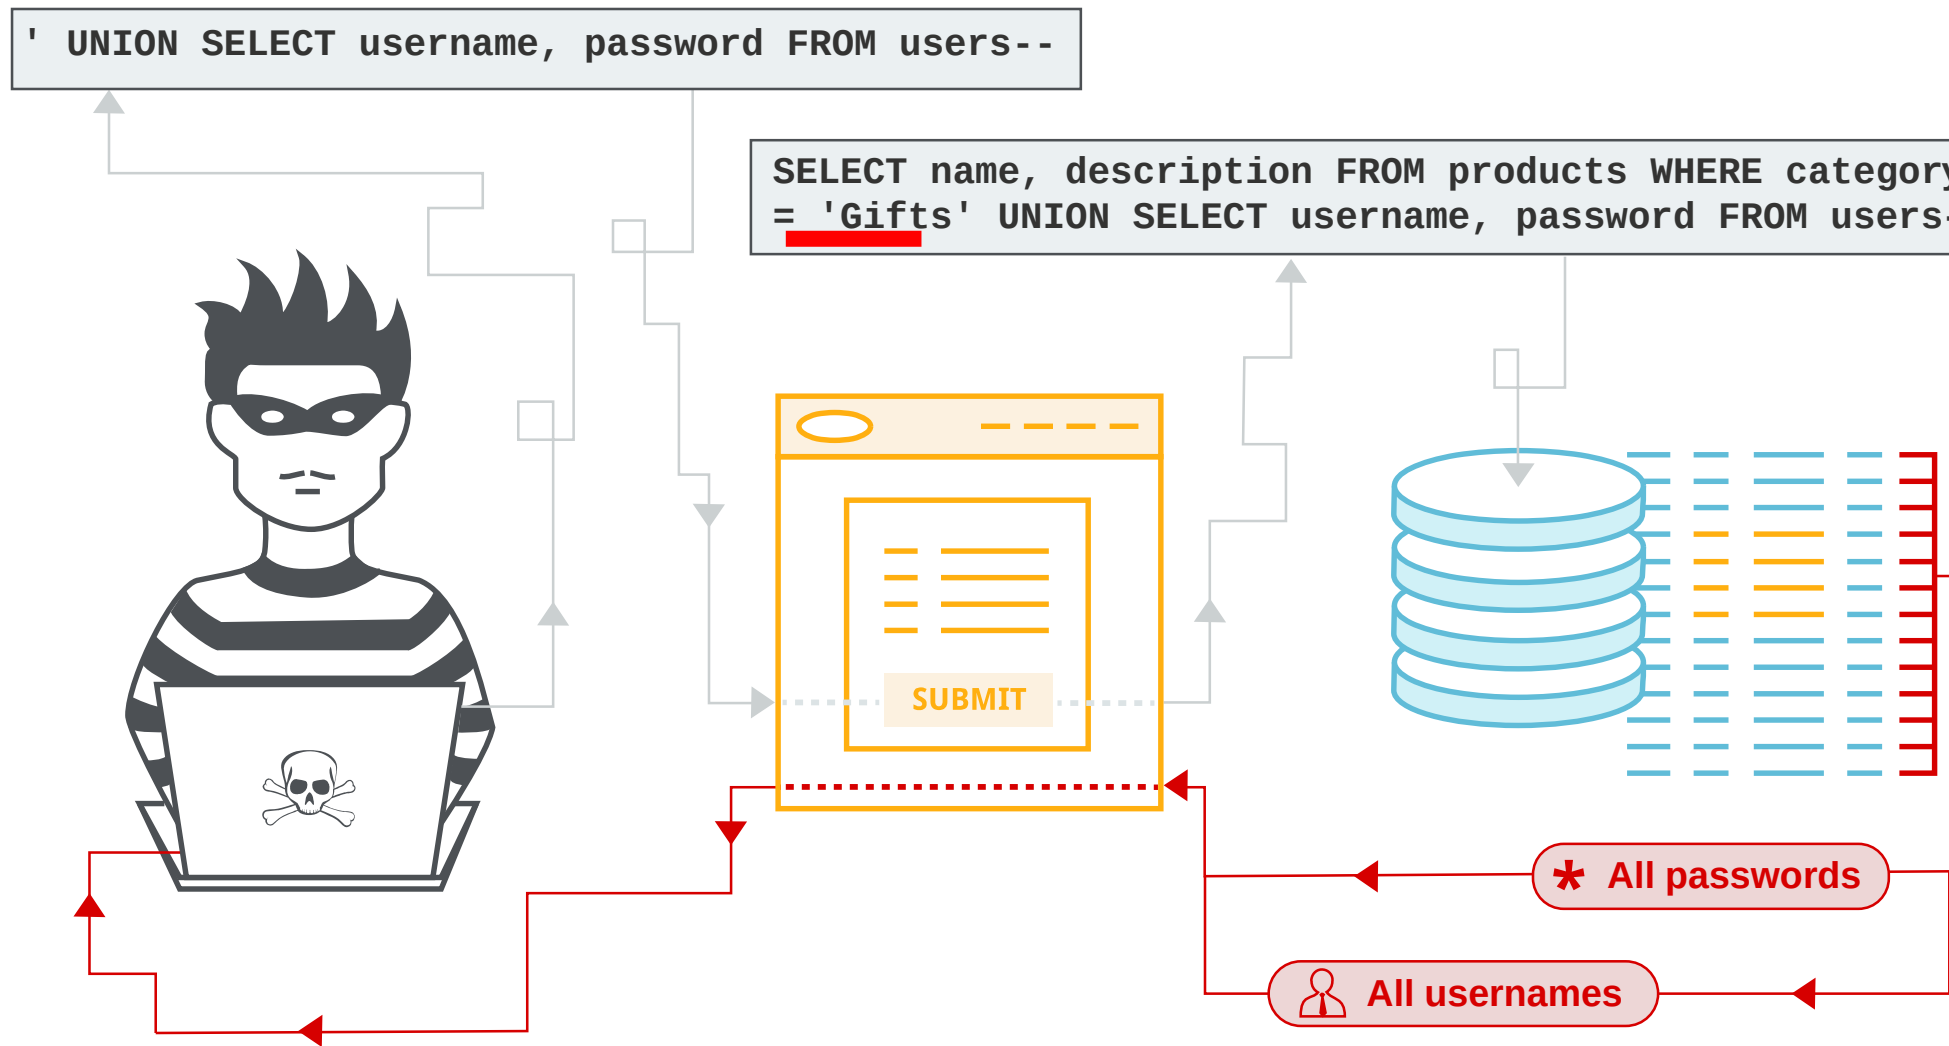 ' UNION SELECT username, password FROM users--
SELECT name, description FROM products WHERE category
= 'Gifts' UNION SELECT username, password FROM users-
SUBMIT
* All passwords
All usernames